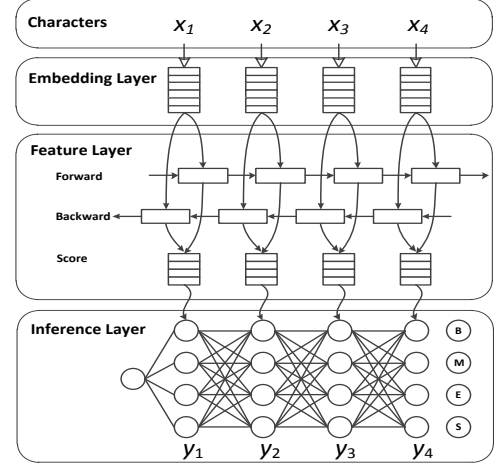 Characters x1 x2 x3 x4
Embedding Layer
Feature Layer
Forward
Backward
Score
Inference Layer
B
M
E
S
y1 y2 y3 y4